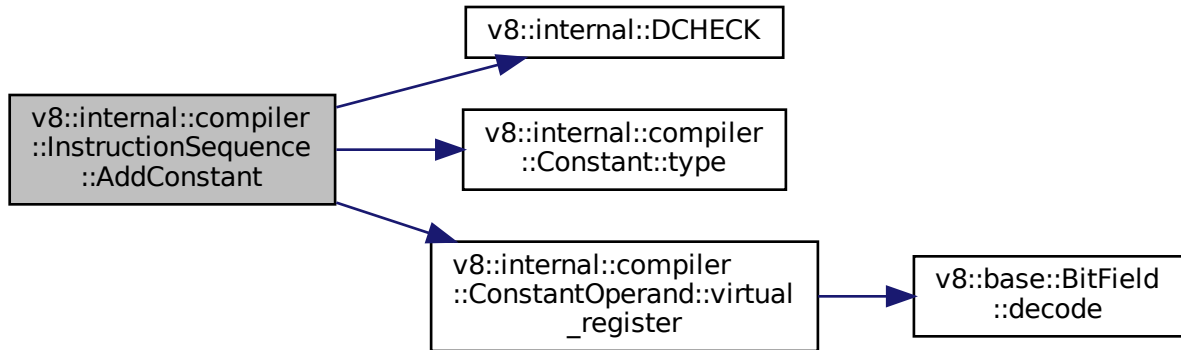 v8::internal::DCHECK
v8::internal::compiler
::InstructionSequence
::AddConstant
v8::internal::compiler
::Constant::type
v8::internal::compiler
::ConstantOperand::virtual
_register
v8::base::BitField
::decode